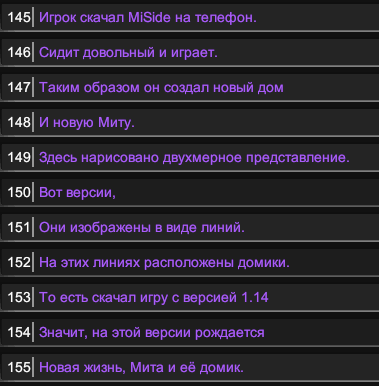 145 Игрок скачал MiSide на телефон.
146 Сидит довольный и играет.
147 Таким образом он создал новый дом
148 И новую Миту.
149 Здесь нарисовано двухмерное представление.
150 Вот версии,
151 Они изображены в виде линий.
152 На этих линиях расположены домики.
153 То есть скачал игру с версией 1.14
154 Значит, на этой версии рождается
155 Новая жизнь, Мита и её домик.